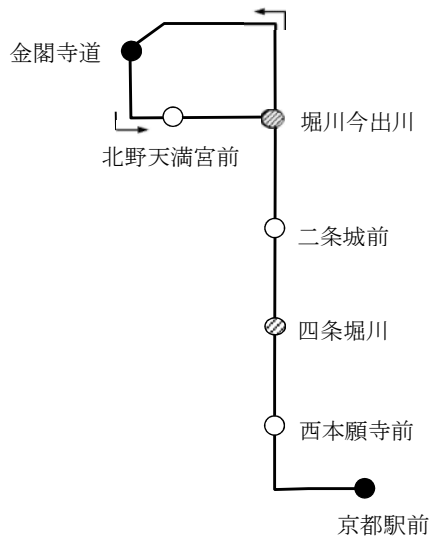 金閣寺道
堀川今出川
北野天満宮前
二条城前
四条堀川
西本願寺前
京都駅前